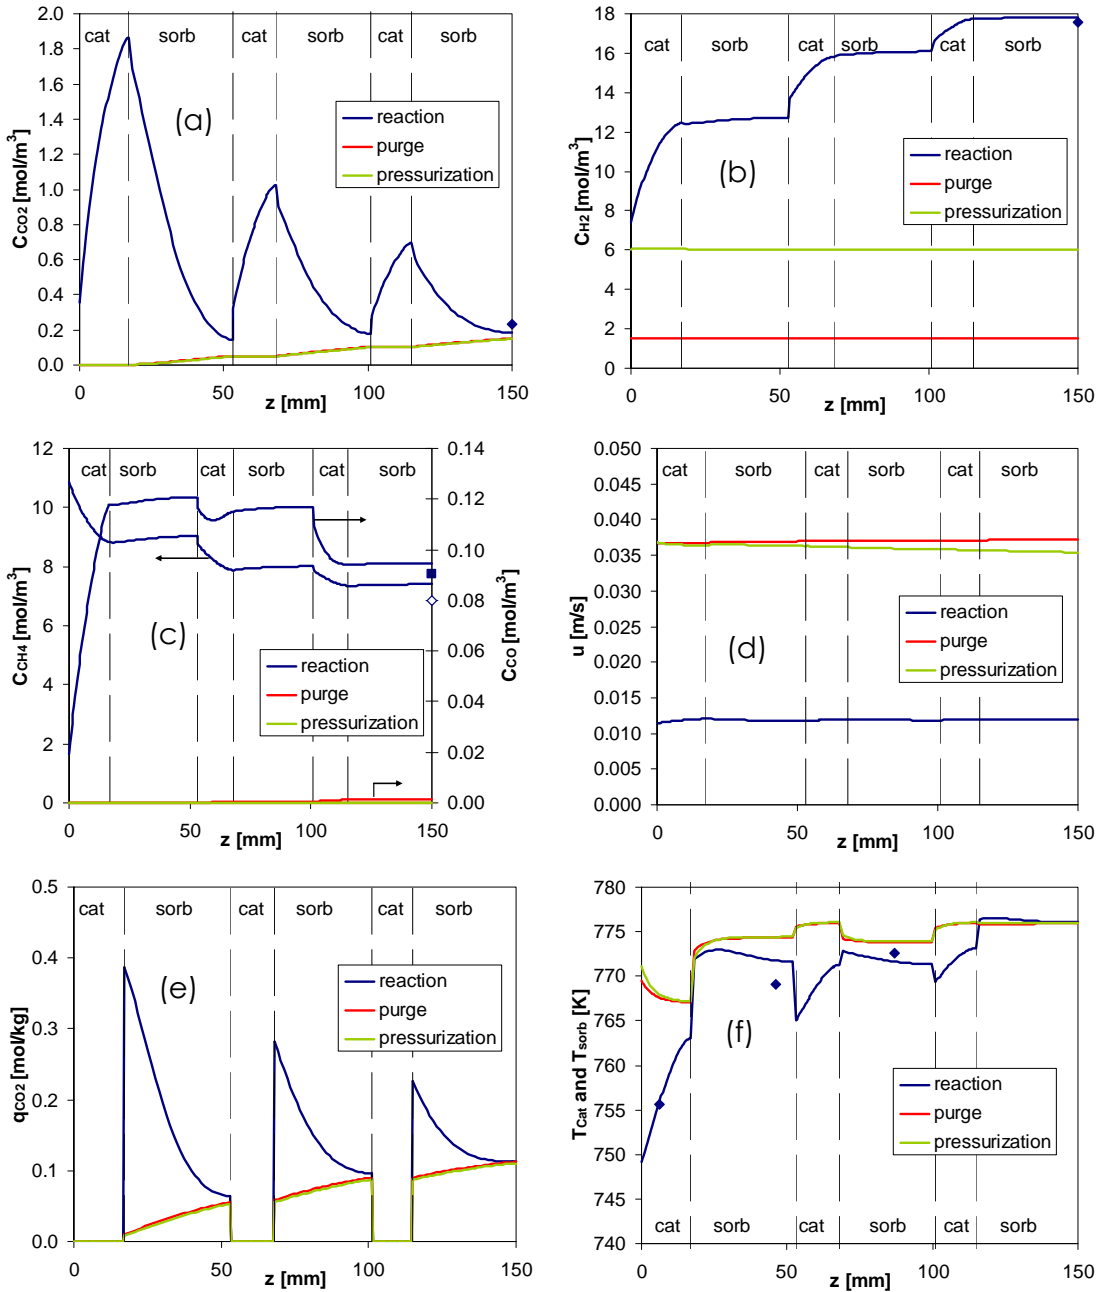 2.0
1.8
1.6
1.4
1.2
1.0
0.8
0.6
0.4
0.2
0.0
C_CO2 [mol/m³]
cat sorb cat sorb cat sorb
(a)
reaction
purge
pressurization
0 50 100 150
z [mm]
18
16
14
12
10
8
6
4
2
0
C_H2 [mol/m³]
cat sorb cat sorb cat sorb
(b)
reaction
purge
pressurization
0 50 100 150
z [mm]
12
10
8
6
4
2
0
C_CH4 [mol/m³]
cat sorb cat sorb cat sorb
(c)
reaction
purge
pressurization
0.14
0.12
0.10
0.08
0.06
0.04
0.02
0.00
C_CO [mol/m³]
0 50 100 150
z [mm]
0.050
0.045
0.040
0.035
0.030
0.025
0.020
0.015
0.010
0.005
0.000
u [m/s]
cat sorb cat sorb cat sorb
(d)
reaction
purge
pressurization
0 50 100 150
z [mm]
0.5
0.4
0.3
0.2
0.1
0.0
q_CO2 [mol/kg]
cat sorb cat sorb cat sorb
(e)
reaction
purge
pressurization
0 50 100 150
z [mm]
780
775
770
765
760
755
750
745
740
T_Cat and T_sorb [K]
(f)
reaction
purge
pressurization
cat sorb cat sorb cat sorb
0 50 100 150
z [mm]